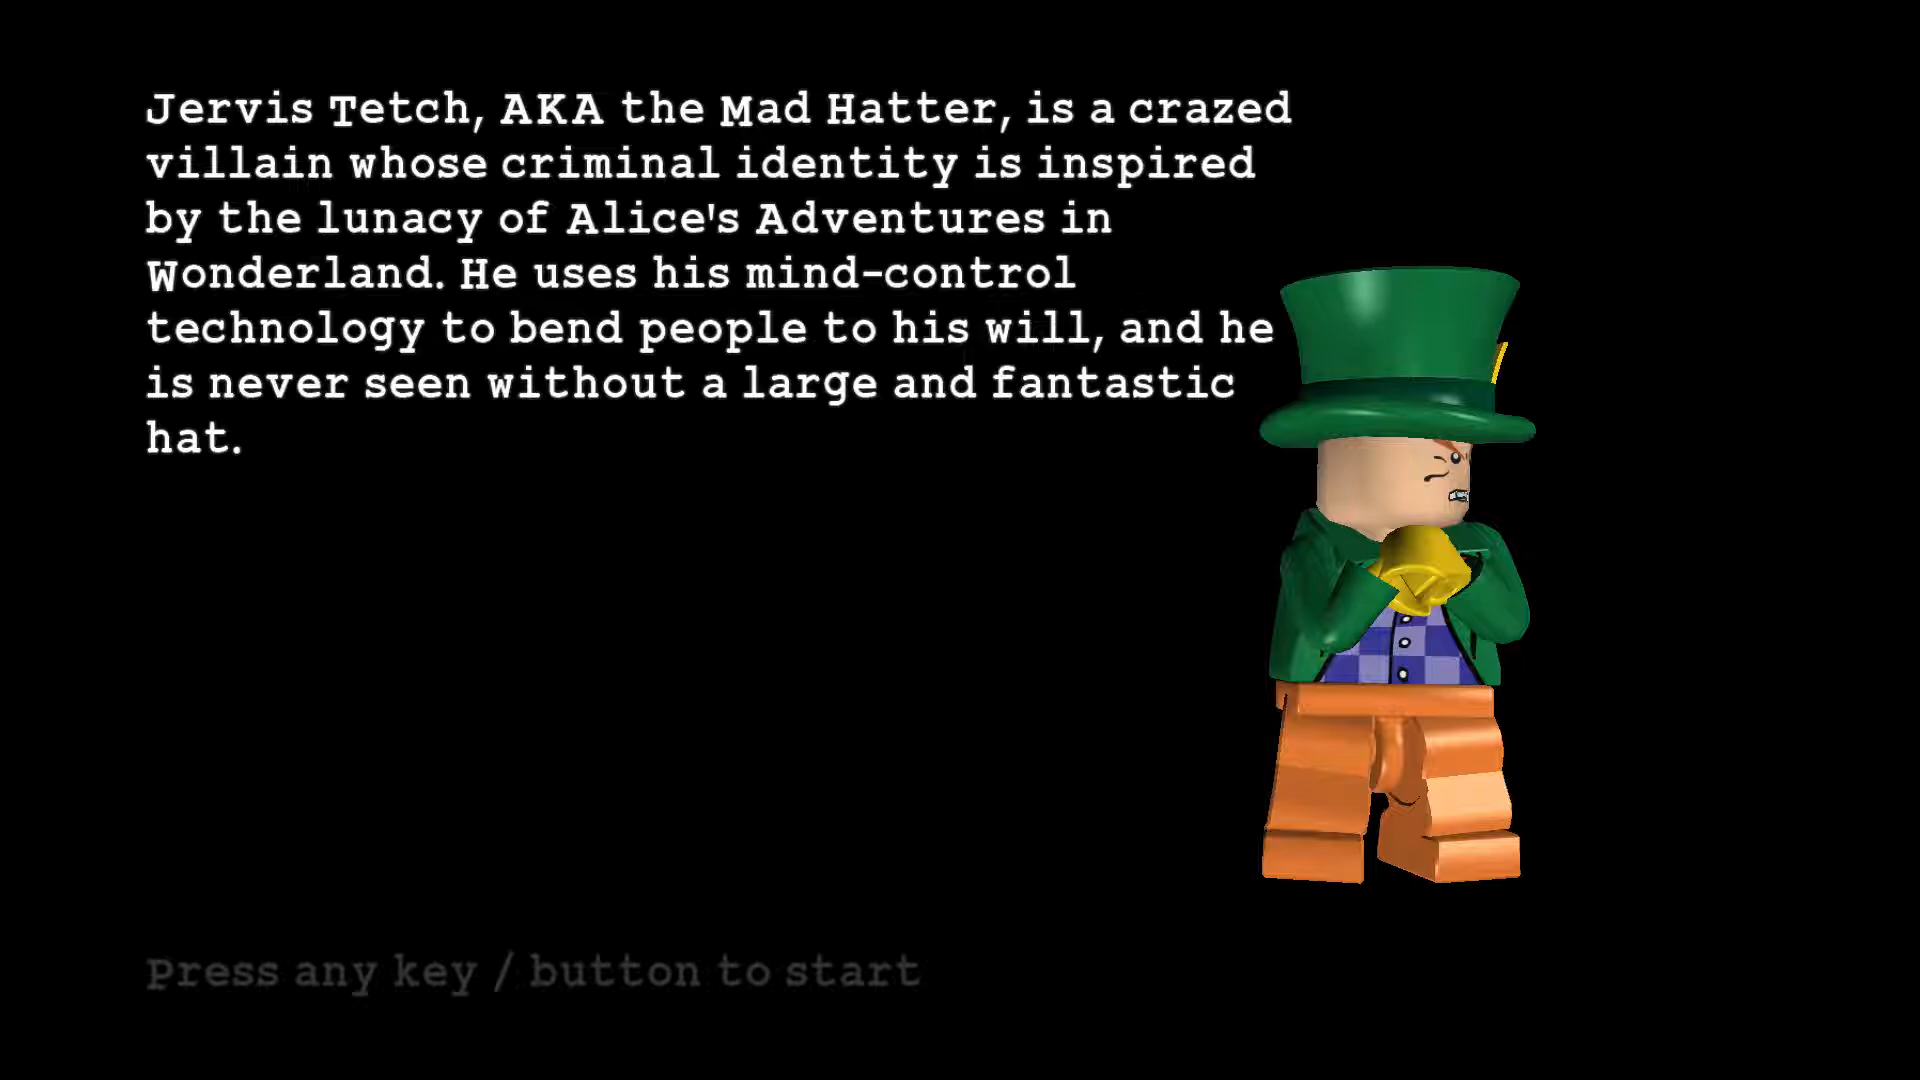 Jervis Tetch, AKA the Mad Hatter, is a crazed
villain whose criminal identity is inspired
by the lunacy of Alice's Adventures in
Wonderland. He uses his mind-control
technology to bend people to his will, and he
is never seen without a large and fantastic
hat.
Press any key / button to start